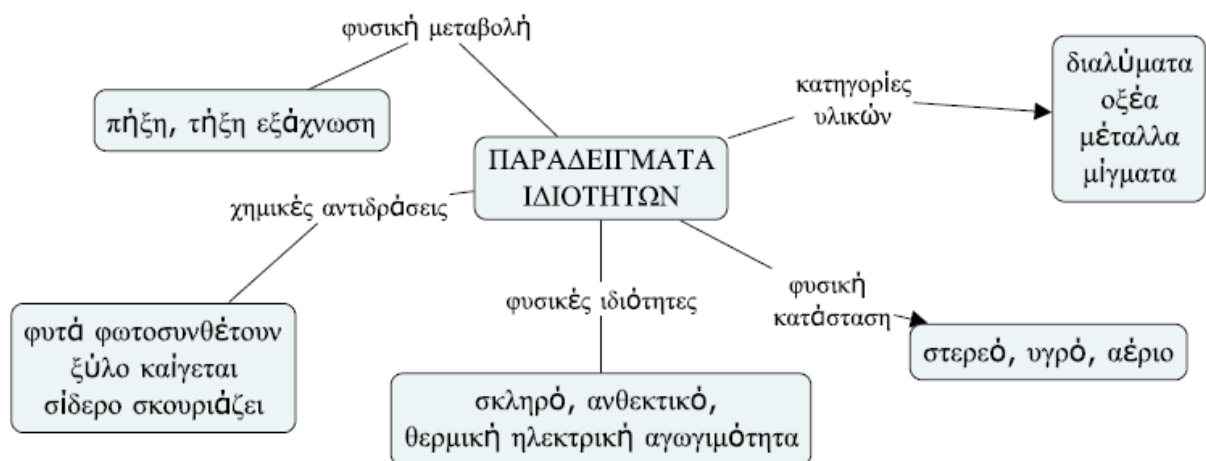 φυσική μεταβολή
πήξη, τήξη εξάχνωση
κατηγορίες
υλικών
διαλύματα
οξέα
μέταλλα
μίγματα
ΠΑΡΑΔΕΙΓΜΑΤΑ
ΙΔΙΟΤΗΤΩΝ
χημικές αντιδράσεις
φυτά φωτοσυνθέτουν
ξύλο καίγεται
σίδερο σκουριάζει
φυσικές ιδιότητες
σκληρό, ανθεκτικό,
θερμική ηλεκτρική αγωγιμότητα
φυσική
κατάσταση
στερεό, υγρό, αέριο